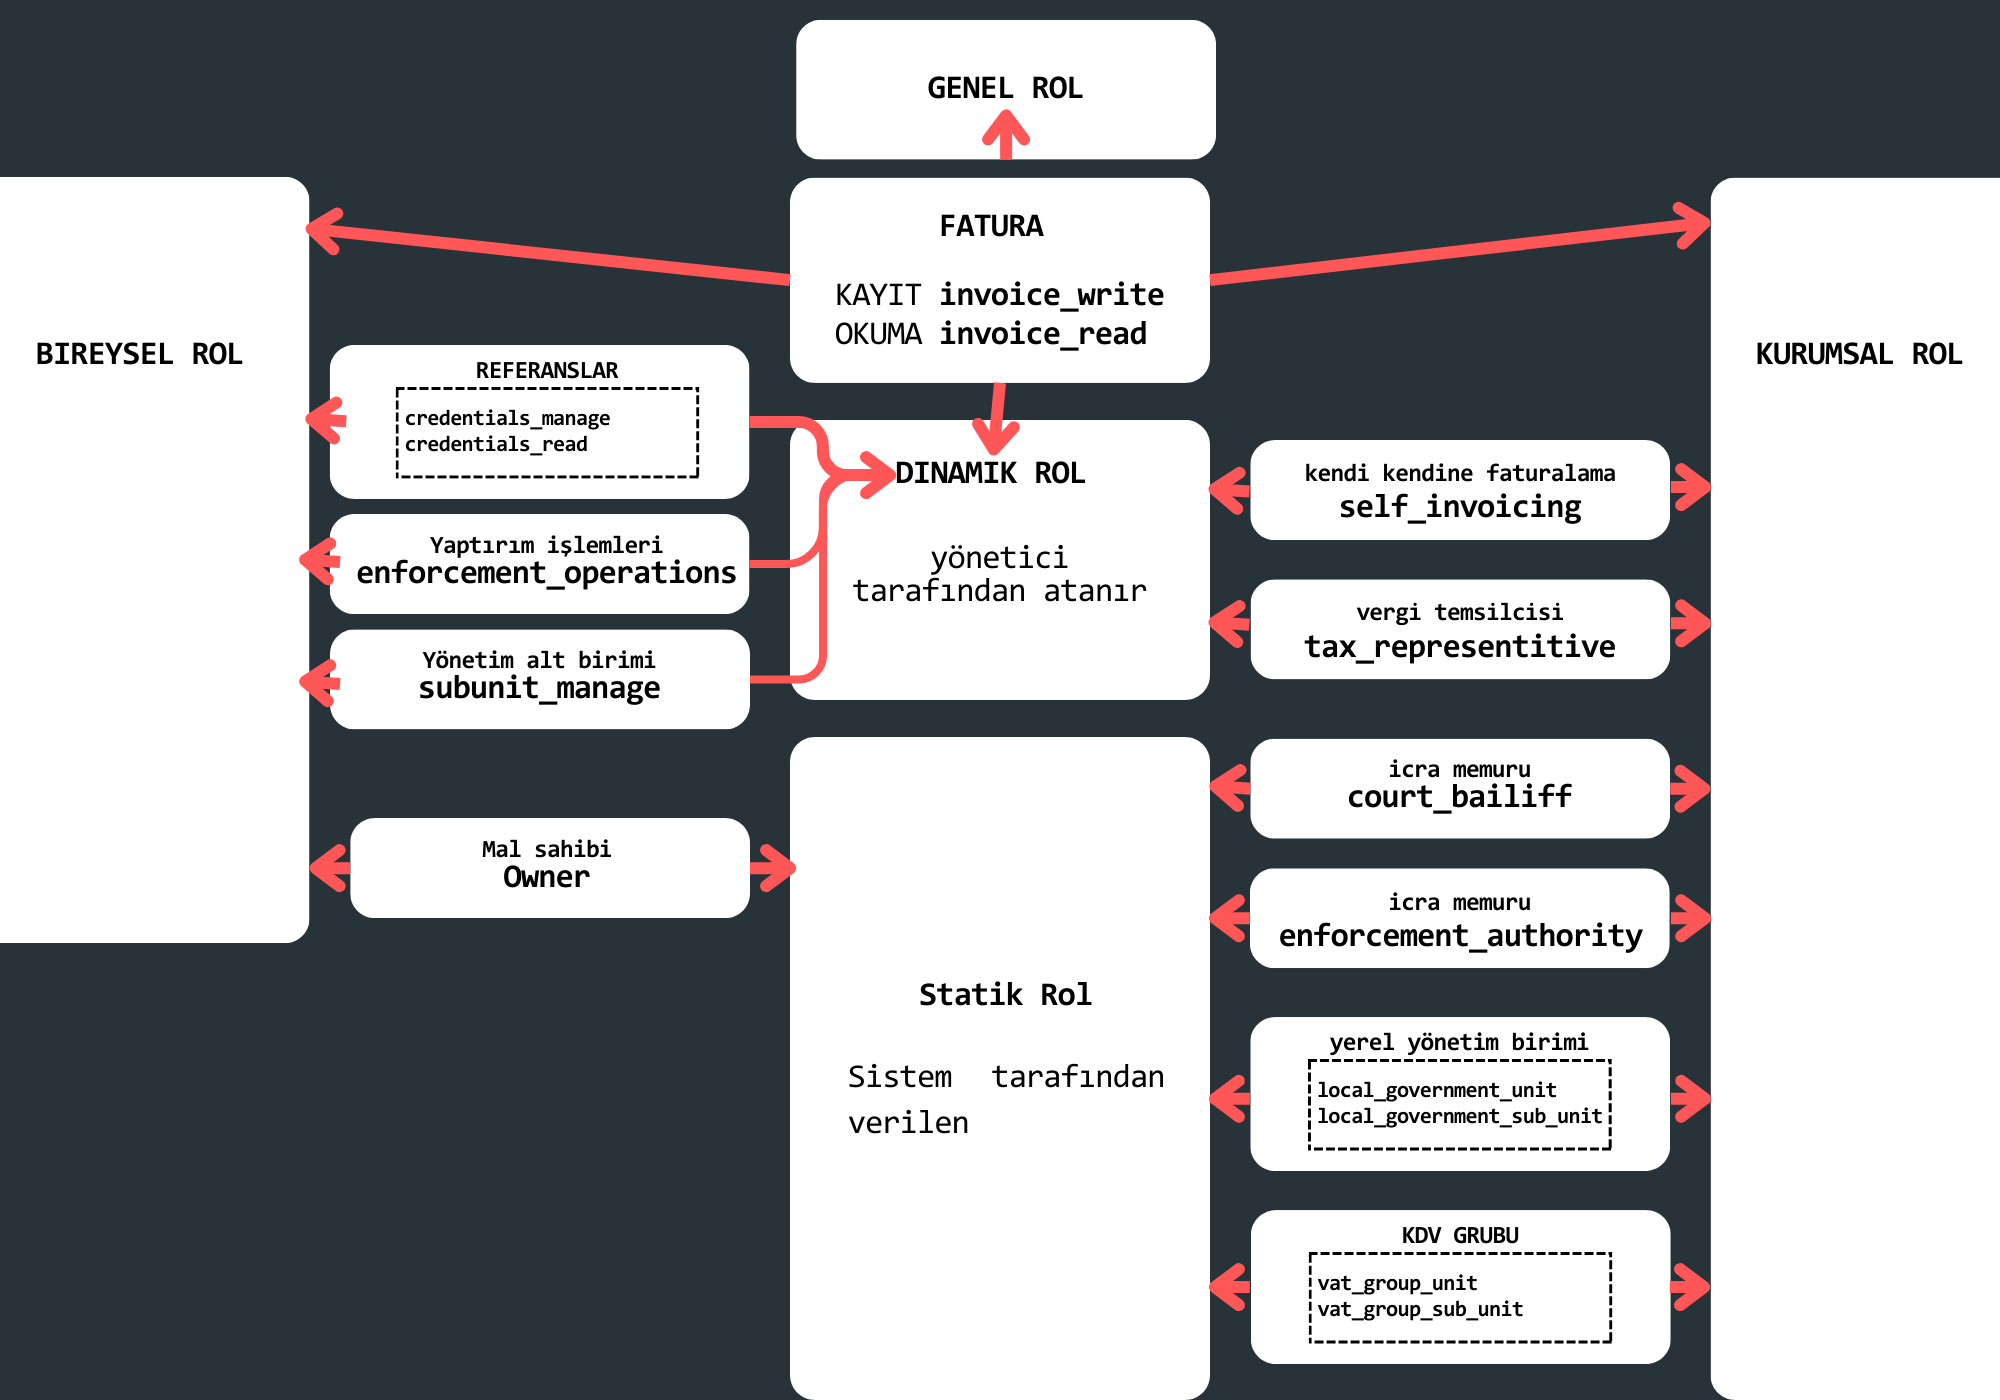 GENEL ROL
FATURA
KAYIT invoice_write
OKUMA invoice_read
BIREYSEL ROL
KURUMSAL ROL
REFERANSLAR
credentials_manage
credentials_read
Yaptırım işlemleri
enforcement_operations
Yönetim alt birimi
subunit_manage
Mal sahibi
Owner
DINAMIK ROL
yönetici
tarafından atanır
Statik Rol
Sistem tarafından
verilen
kendi kendine faturalama
self_invoicing
vergi temsilcisi
tax_representitive
icra memuru
court_bailiff
icra memuru
enforcement_authority
yerel yönetim birimi
local_government_unit
local_government_sub_unit
KDV GRUBU
vat_group_unit
vat_group_sub_unit